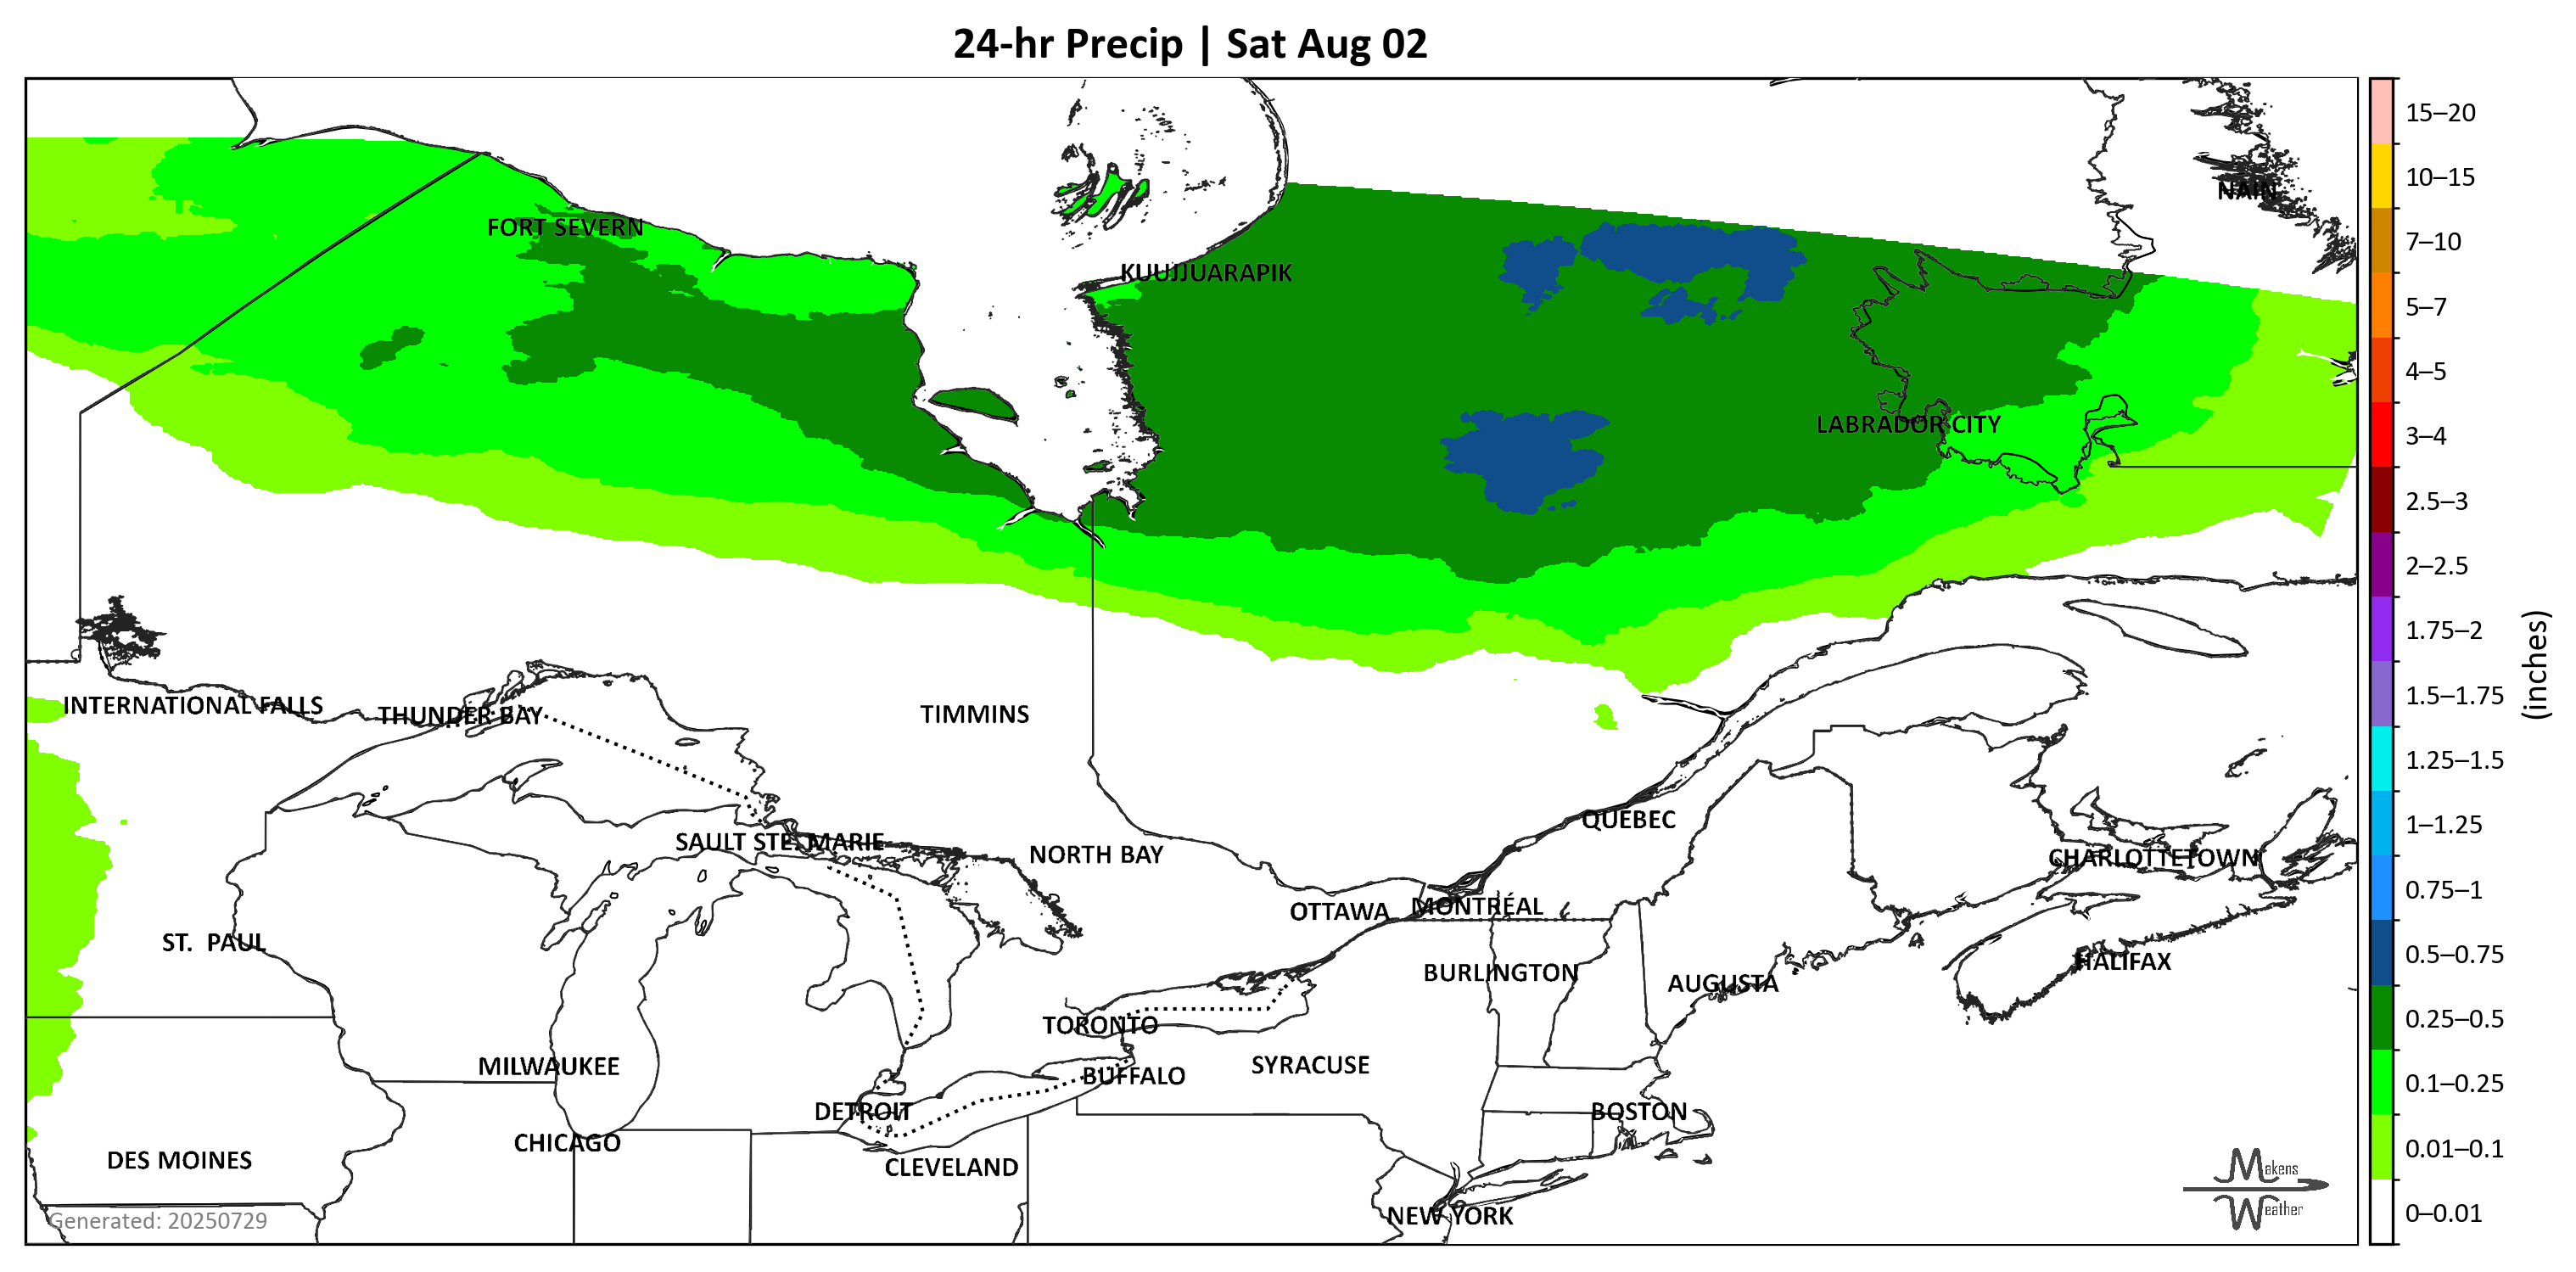 24-hr Precip | Sat Aug 02
NAIN
FORT SEVERN
KUUJJUARAPIK
LABRADOR CITY
INTERNATIONAL FALLS
THUNDER BAY
TIMMINS
QUEBEC
SAULT STE. MARIE
NORTH BAY
CHARLOTTETOWN
OTTAWA
MONTRÉAL
ST. PAUL
HALIFAX
BURLINGTON
AUGUSTA
TORONTO
MILWAUKEE
SYRACUSE
BUFFALO
DETROIT
BOSTON
CHICAGO
DES MOINES
CLEVELAND
NEW YORK
Generated: 20250729
Makens
Weather
15–20
10–15
7–10
5–7
4–5
3–4
2.5–3
2–2.5
1.75–2
1.5–1.75
1.25–1.5
1–1.25
0.75–1
0.5–0.75
0.25–0.5
0.1–0.25
0.01–0.1
0–0.01
(inches)